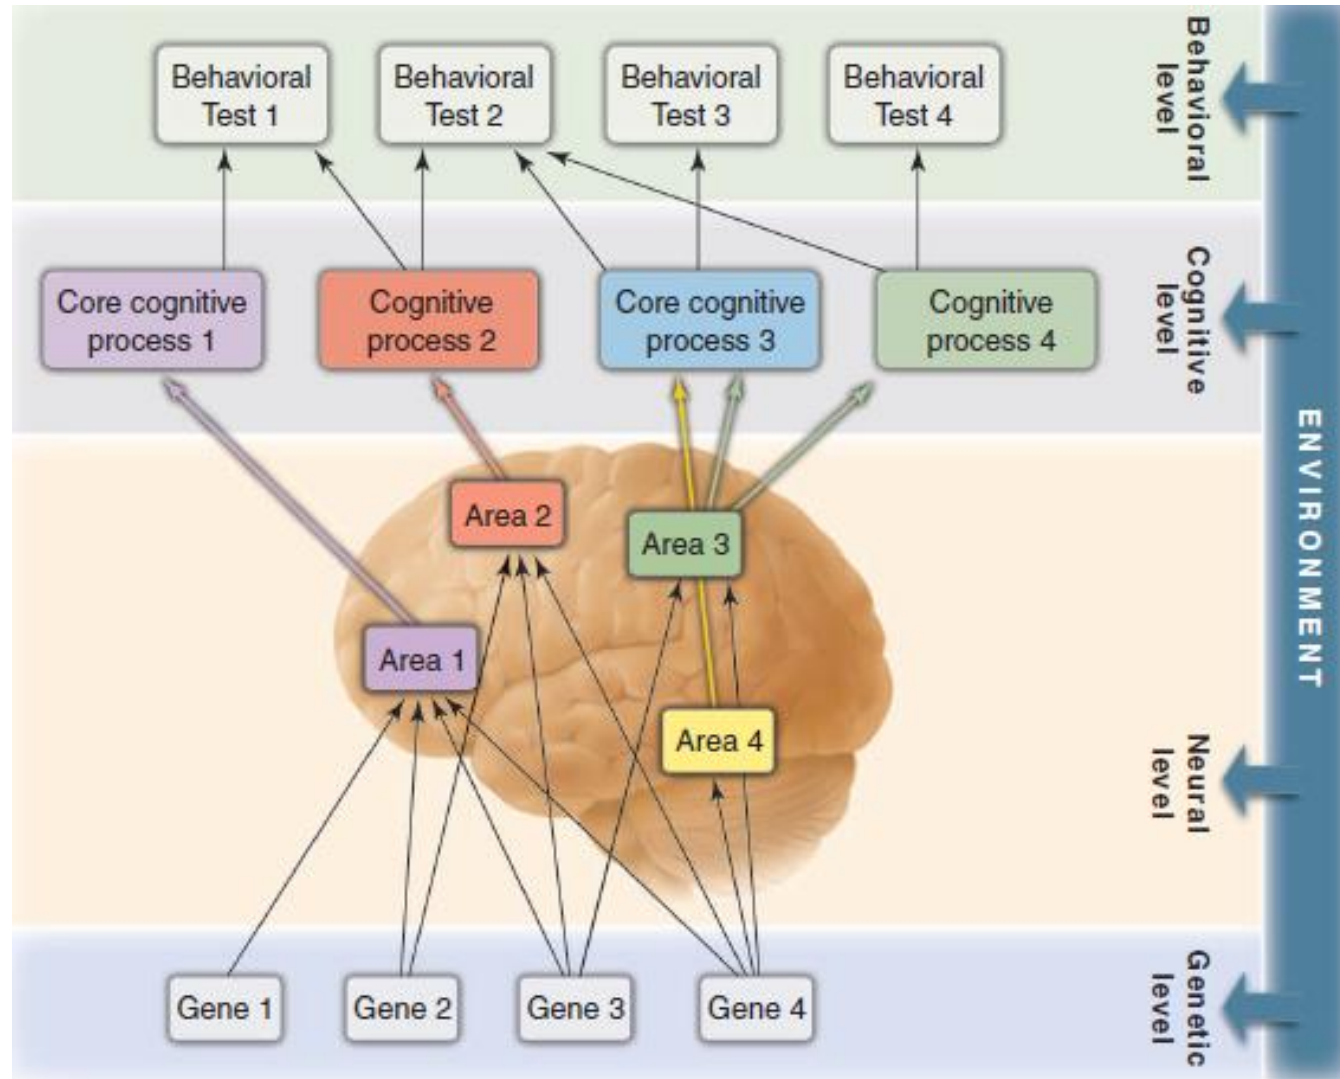 Behavioral
Test 1
Behavioral
Test 2
Behavioral
Test 3
Behavioral
Test 4
Behavioral
level
Core cognitive
process 1
Cognitive
process 2
Core cognitive
process 3
Cognitive
process 4
Cognitive
level
ENVIRONMENT
Area 2
Area 3
Area 1
Area 4
Neural
level
Gene 1
Gene 2
Gene 3
Gene 4
Genetic
level